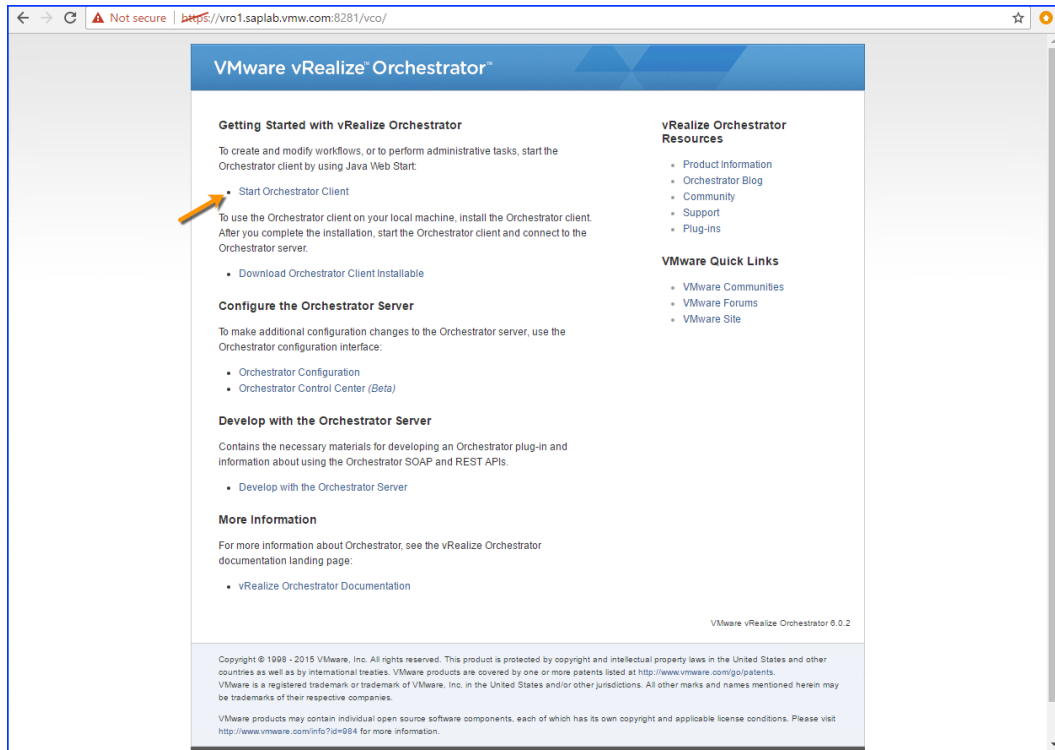 Not secure | https://vro1.saplab.vmw.com:8281/vco/
VMware vRealize™ Orchestrator™
Getting Started with vRealize Orchestrator
To create and modify workflows, or to perform administrative tasks, start the
Orchestrator client by using Java Web Start:
Start Orchestrator Client
To use the Orchestrator client on your local machine, install the Orchestrator client.
After you complete the installation, start the Orchestrator client and connect to the
Orchestrator server.
Download Orchestrator Client Installable
Configure the Orchestrator Server
To make additional configuration changes to the Orchestrator server, use the
Orchestrator configuration interface:
Orchestrator Configuration
Orchestrator Control Center (Beta)
Develop with the Orchestrator Server
Contains the necessary materials for developing an Orchestrator plug-in and
information about using the Orchestrator SOAP and REST APIs.
Develop with the Orchestrator Server
More Information
For more information about Orchestrator, see the vRealize Orchestrator
documentation landing page:
vRealize Orchestrator Documentation
vRealize Orchestrator
Resources
Product Information
Orchestrator Blog
Community
Support
Plug-ins
VMware Quick Links
VMware Communities
VMware Forums
VMware Site
VMware vRealize Orchestrator 6.0.2
Copyright © 1998 - 2015 VMware, Inc. All rights reserved. This product is protected by copyright and intellectual property laws in the United States and other
countries as well as by international treaties. VMware products are covered by one or more patents listed at http://www.vmware.com/go/patents.
VMware is a registered trademark or trademark of VMware, Inc. in the United States and/or other jurisdictions. All other marks and names mentioned herein may
be trademarks of their respective companies.
VMware products may contain individual open source software components, each of which has its own copyright and applicable license conditions. Please visit
http://www.vmware.com/info?id=984 for more information.